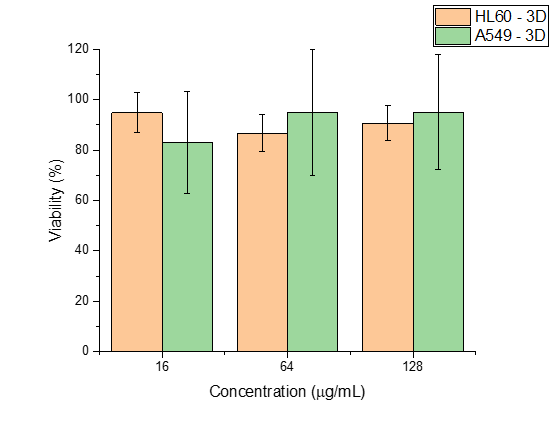 HL60 - 3D
A549 - 3D
120
100
80
60
40
20
0
Viability (%)
16 64 128
Concentration (μg/mL)